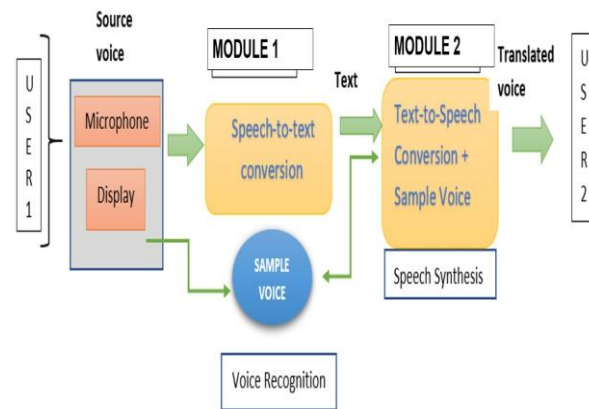 Source
voice
MODULE 1
MODULE 2
Translated
voice
Text
U
S
E
R
1
Microphone
Display
Speech-to-text
conversion
Text-to-Speech
Conversion +
Sample Voice
U
S
E
R
2
SAMPLE
VOICE
Speech Synthesis
Voice Recognition